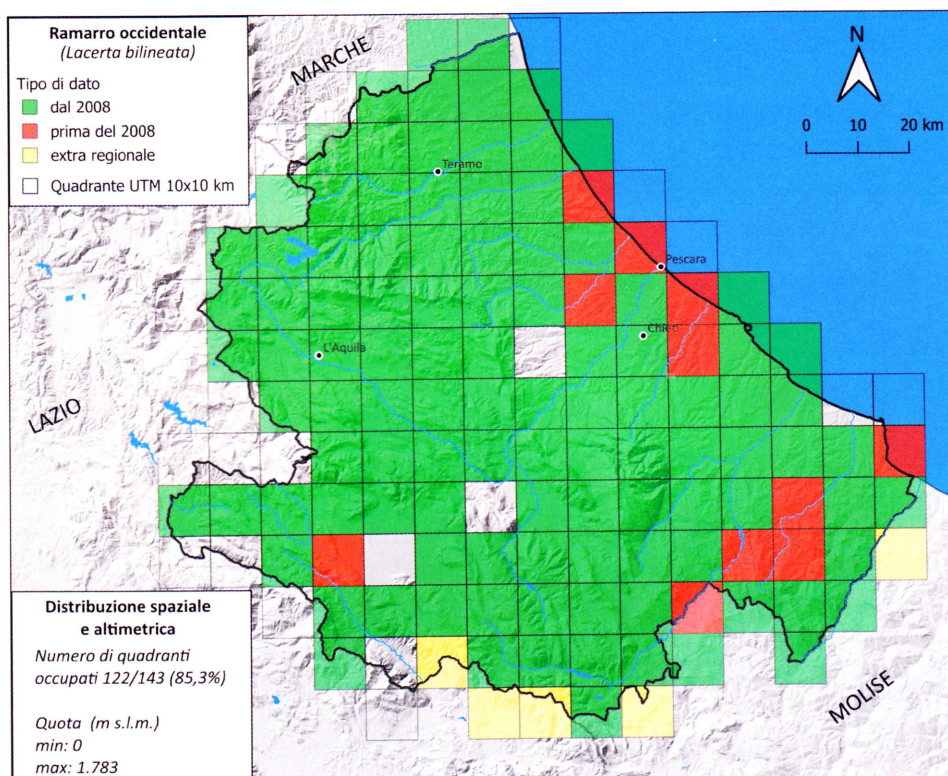 Ramarro occidentale
(Lacerta bilineata)
Tipo di dato
dal 2008
prima del 2008
extra regionale
Quadrante UTM 10x10 km
MARCHE
N
0 10 20 km
Teramo
Pescara
Chieti
L'Aquila
LAZIO
MOLISE
Distribuzione spaziale
e altimetrica
Numero di quadranti
occupati 122/143 (85,3%)
Quota (m s.l.m.)
min: 0
max: 1.783